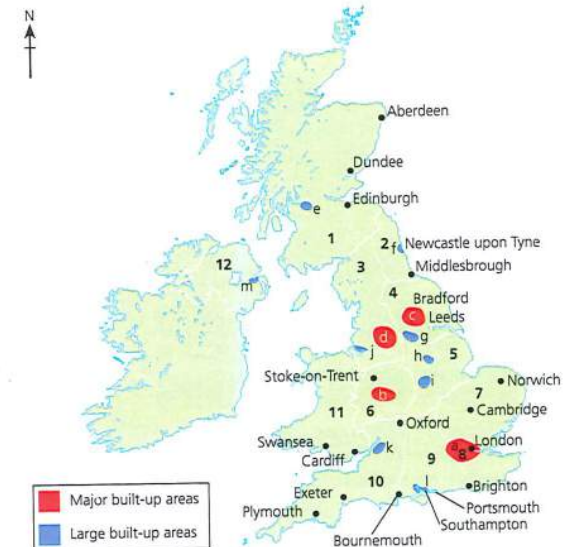 N
Aberdeen
Dundee
Edinburgh
e
1
2
f
Newcastle upon Tyne
12
3
Middlesbrough
m
4
Bradford
c
Leeds
d
g
j
h
5
Stoke-on-Trent
i
Norwich
b
7
11
6
Cambridge
Oxford
Swansea
k
a
London
8
Cardiff
9
10
l
Brighton
Exeter
Portsmouth
Plymouth
Southampton
Bournemouth
Major built-up areas
Large built-up areas